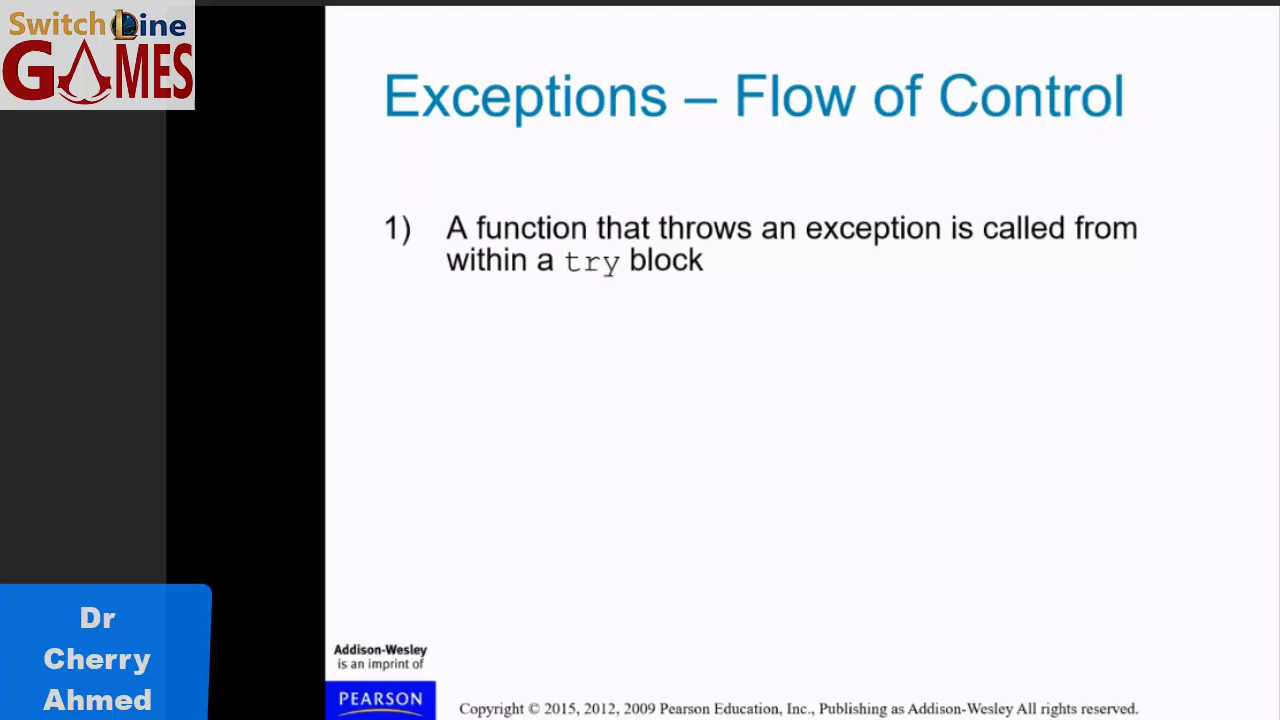 Switch Line
GAMES
Exceptions – Flow of Control
1) A function that throws an exception is called from
within a try block
Dr
Cherry
Ahmed
Addison-Wesley
is an imprint of
PEARSON
Copyright © 2015, 2012, 2009 Pearson Education, Inc., Publishing as Addison-Wesley All rights reserved.